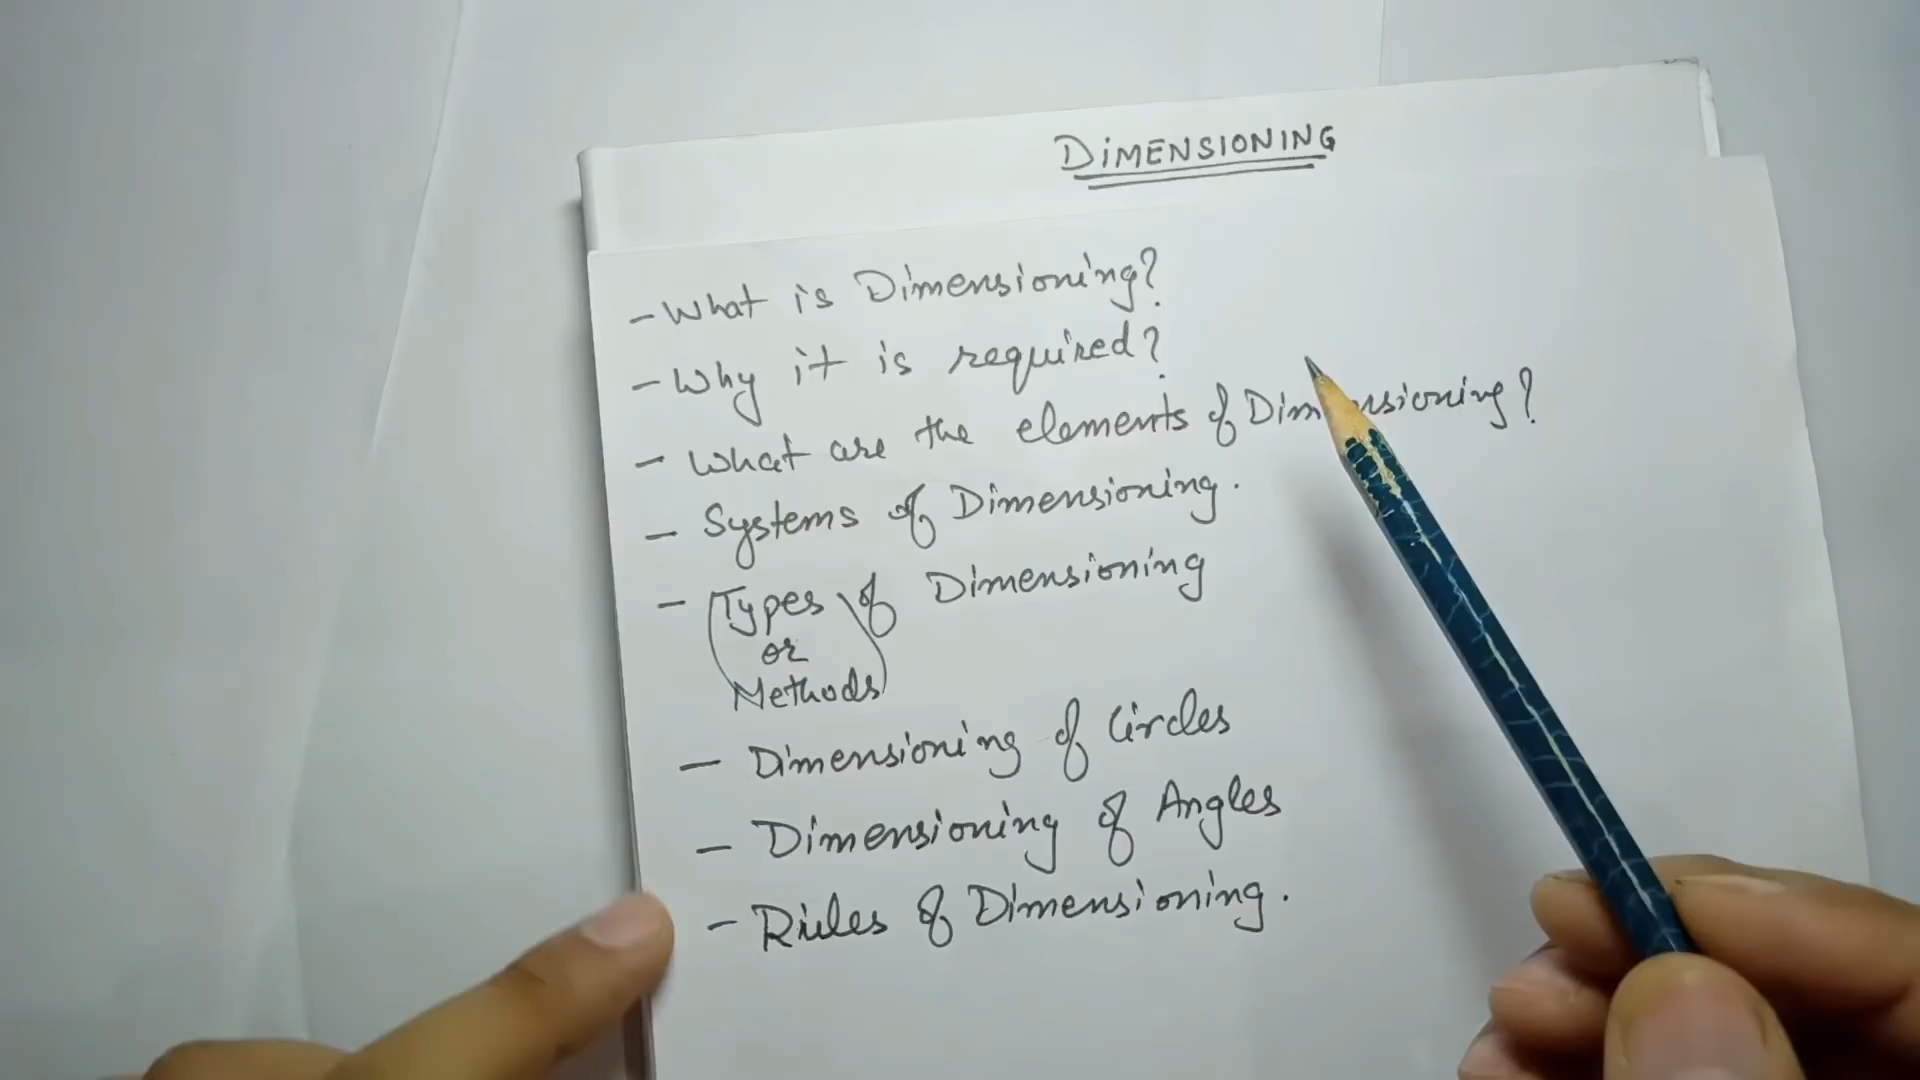 DiMENSIONING
- What is Dimensioning?
- Why it is required?
- What are the elements of Dimensioning?
- Systems of Dimensioning.
- (Types) of Dimensioning
or
Methods
- Dimensioning of Circles
- Dimensioning of Angles
- Rules of Dimensioning.